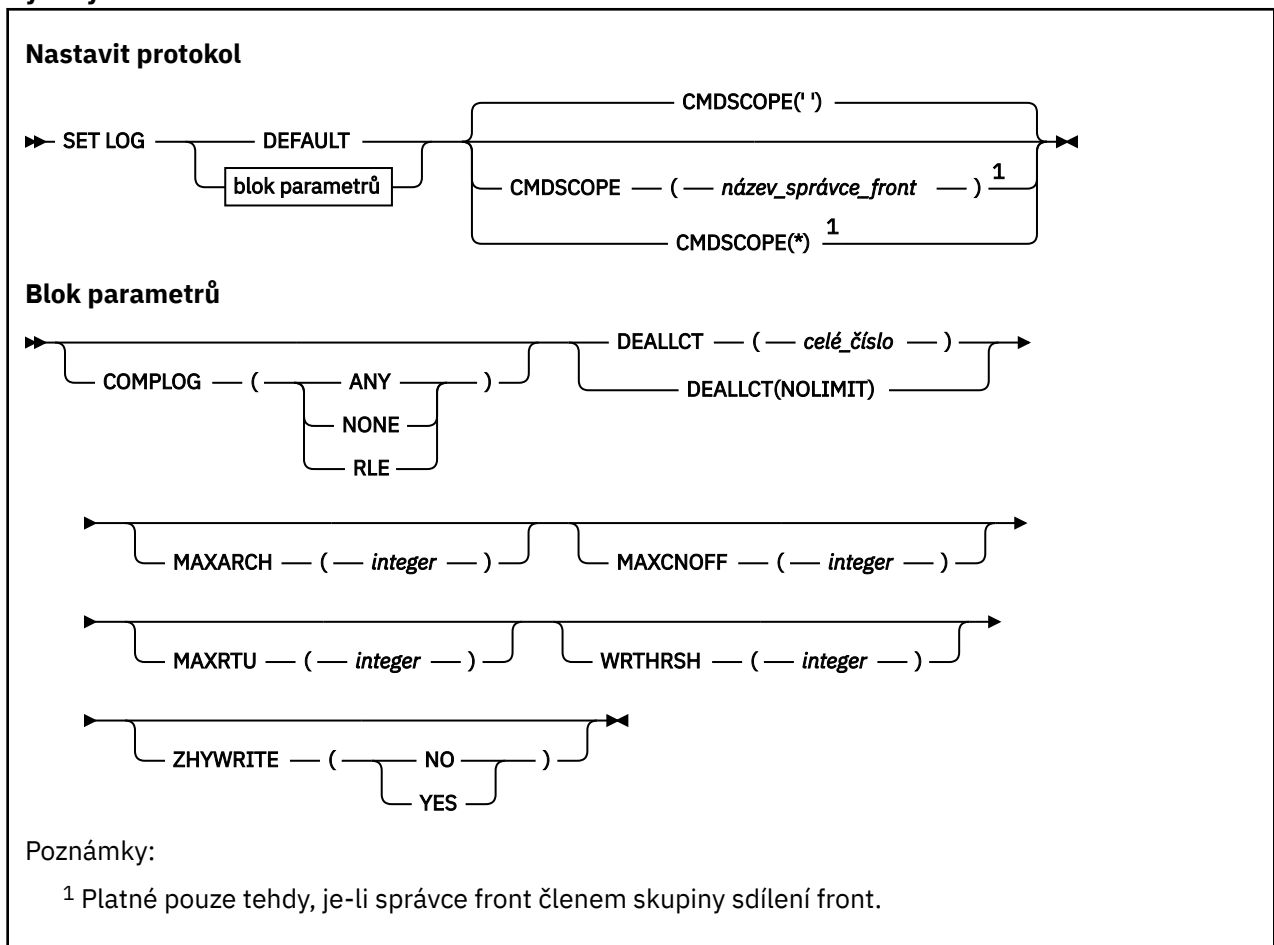 Nastavit protokol
CMDSCOPE(' ')
SET LOG DEFAULT
blok parametrů
CMDSCOPE ( název_správce_front ) 1
CMDSCOPE(*) 1
Blok parametrů
COMPLOG ( ANY )
NONE
RLE
DEALLCT ( celé_číslo )
DEALLCT(NOLIMIT)
MAXARCH ( integer ) MAXCNOFF ( integer )
MAXRTU ( integer ) WRTHRSH ( integer )
ZHYWRITE ( NO )
YES
Poznámky:
1 Platné pouze tehdy, je-li správce front členem skupiny sdílení front.